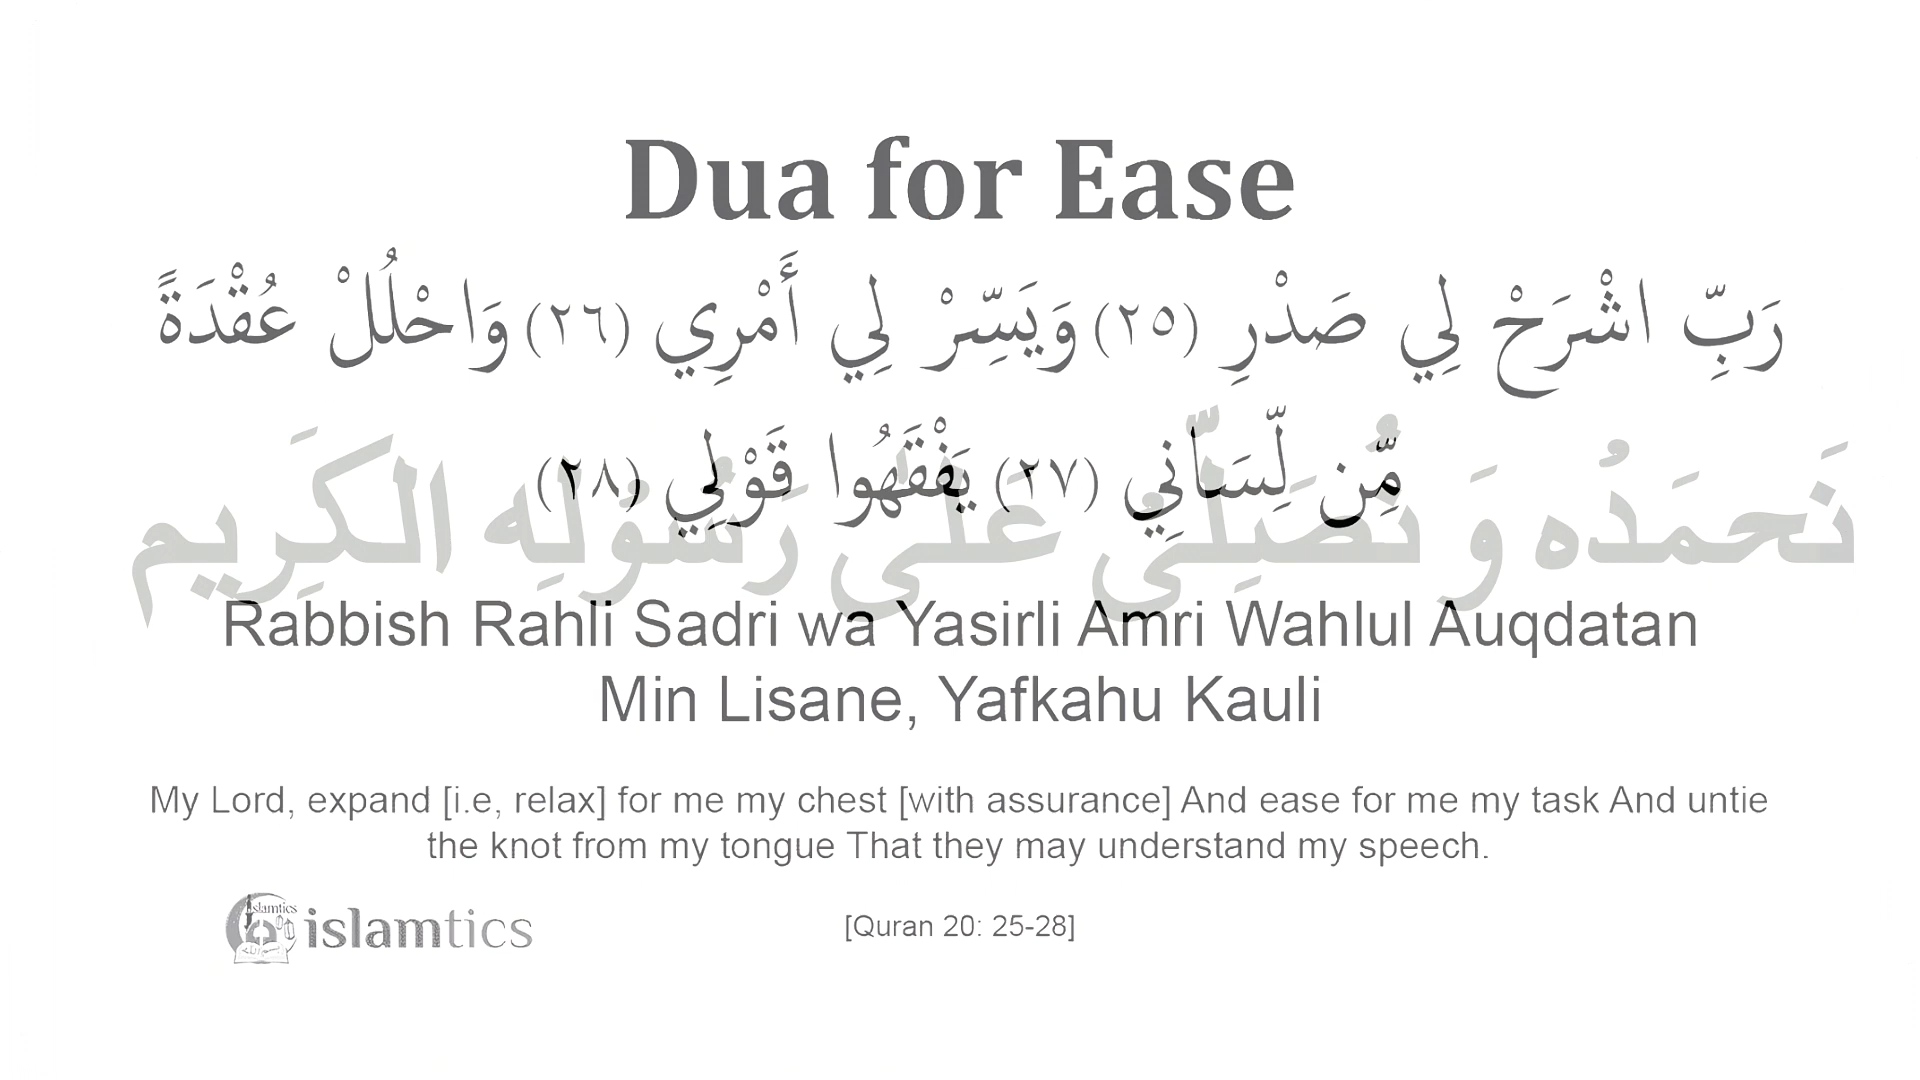 Dua for Ease
رَبِّ اشْرَحْ لِي صَدْرِ (٢٥) وَيَسِّرْ لِي أَمْرِي (٢٦) وَاحْلُلْ عُقْدَةً
مِّن لِّسَانِي (٢٧) يَفْقَهُوا قَوْلِي (٢٨)
نَحمَدُه وَ نُصَلِّيْ عَلٰی رَسُوْلِهِ الکَرِیم
Rabbish Rahli Sadri wa Yasirli Amri Wahlul Auqdatan
Min Lisane, Yafkahu Kauli
My Lord, expand [i.e, relax] for me my chest [with assurance] And ease for me my task And untie
the knot from my tongue That they may understand my speech.
islamtics
islamtics
[Quran 20: 25-28]